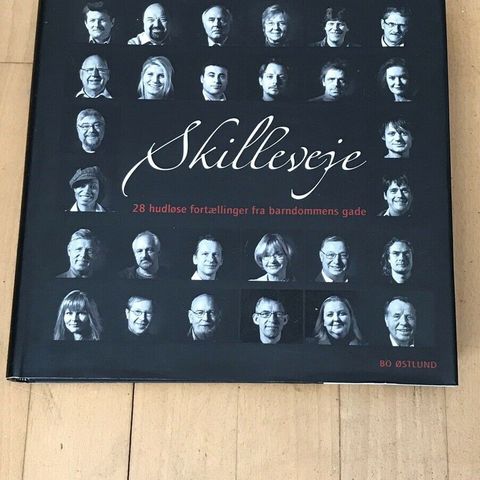 Skilleveje
28 hudløse fortællinger fra barndommens gade
BO ØSTLUND